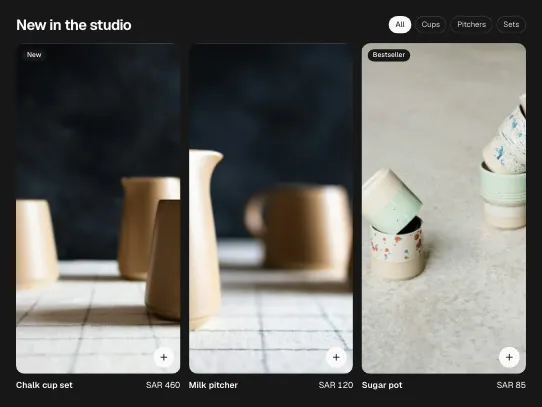 New in the studio
All
Cups
Pitchers
Sets
New
Bestseller
Chalk cup set
SAR 460
Milk pitcher
SAR 120
Sugar pot
SAR 85